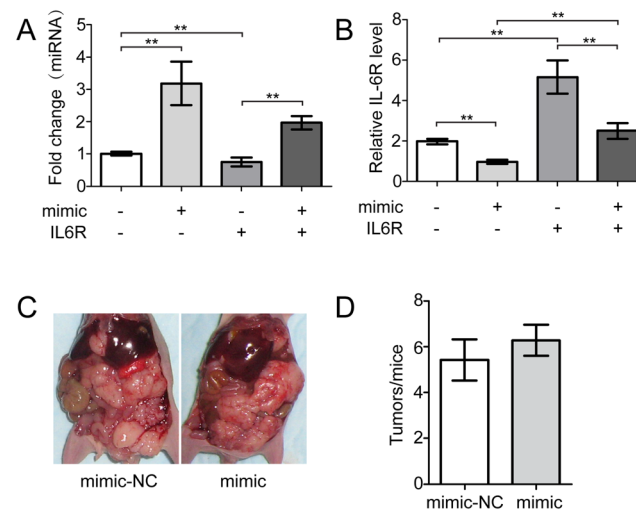 A
Fold change (miRNA)
5
4
3
2
1
0
**
**
**
mimic - + - +
IL6R - - + +
B
Relative IL-6R level
8
6
4
2
0
**
**
**
**
mimic - + - +
IL6R - - + +
C
mimic-NC mimic
D
Tumors/mice
8
6
4
2
0
mimic-NC mimic